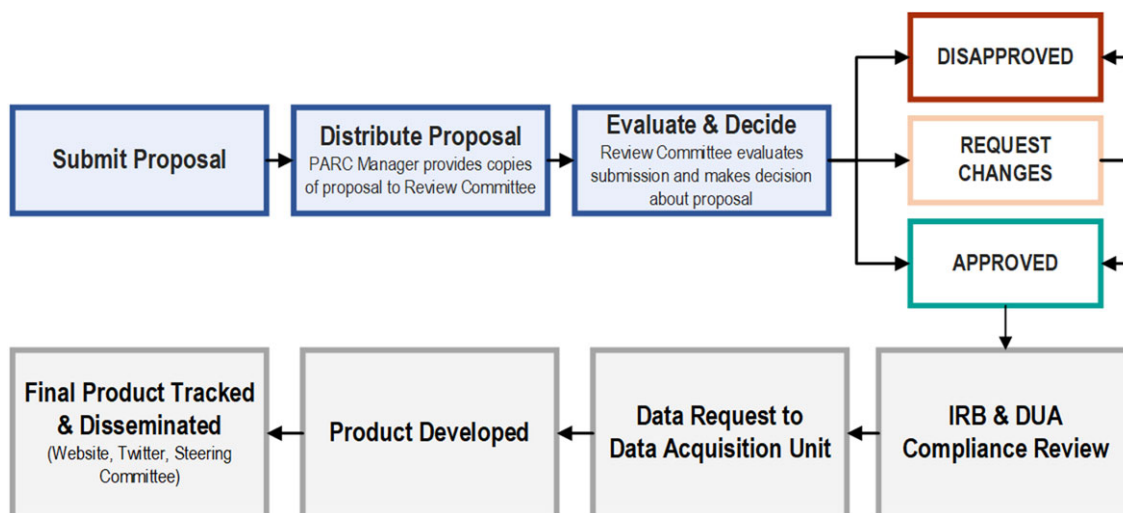 Submit Proposal
Distribute Proposal
PARC Manager provides copies
of proposal to Review Committee
Evaluate & Decide
Review Committee evaluates
submission and makes decision
about proposal
DISAPPROVED
REQUEST
CHANGES
APPROVED
Final Product Tracked
& Disseminated
(Website, Twitter, Steering
Committee)
Product Developed
Data Request to
Data Acquisition Unit
IRB & DUA
Compliance Review